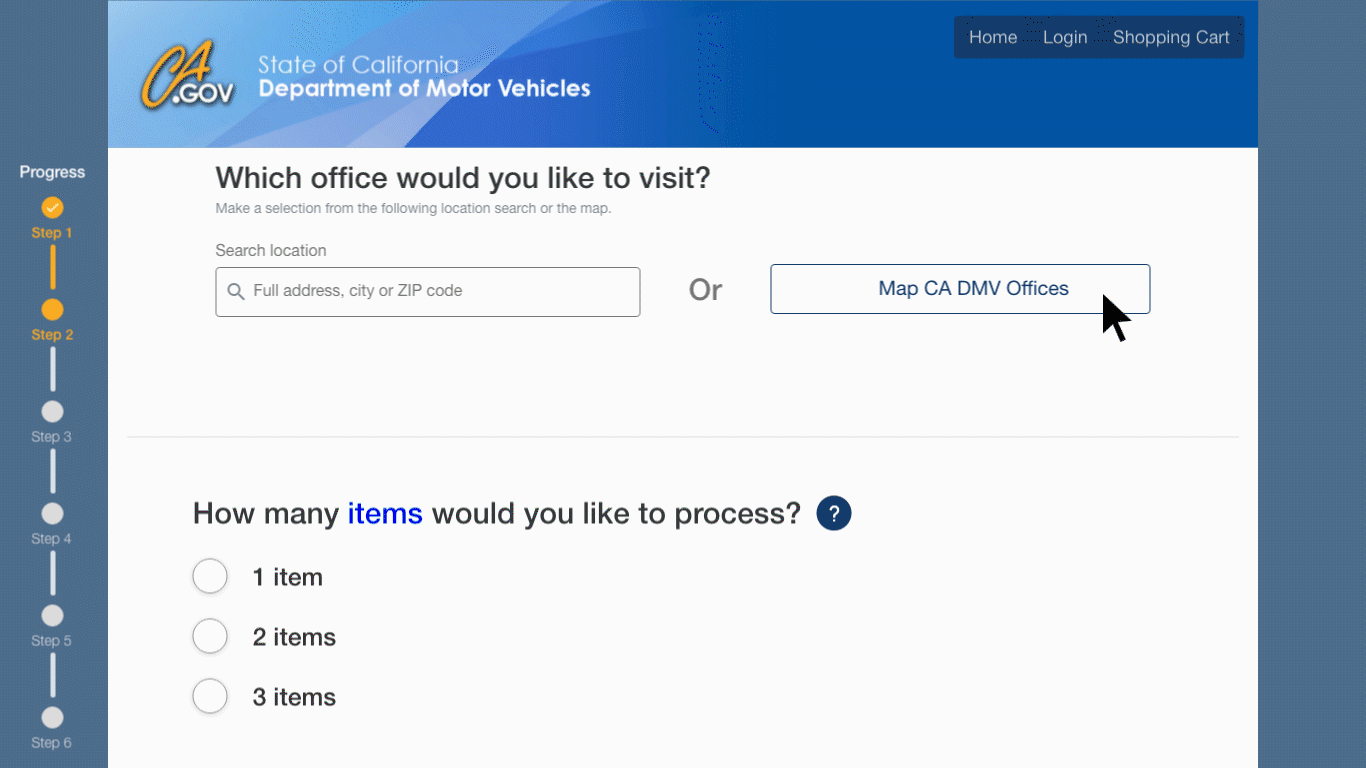 CA
.GOV
State of California
Department of Motor Vehicles
Home Login Shopping Cart
Progress
Step 1
Step 2
Step 3
Step 4
Step 5
Step 6
Which office would you like to visit?
Make a selection from the following location search or the map.
Search location
Full address, city or ZIP code
Or
Map CA DMV Offices
How many items would you like to process? ?
1 item
2 items
3 items